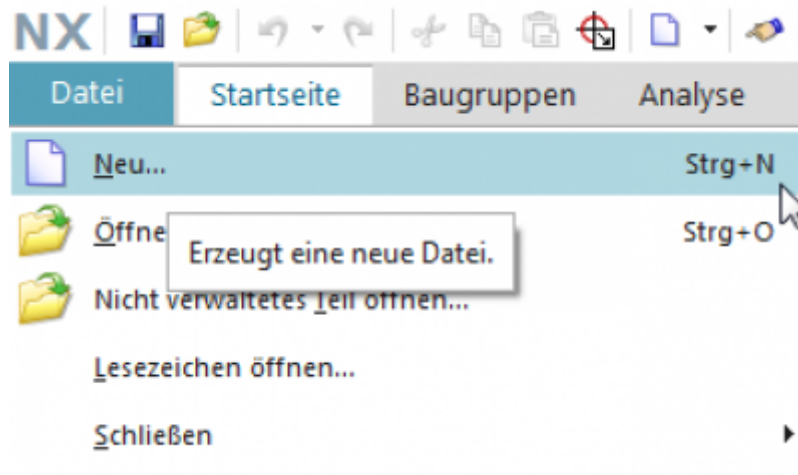 NX
Datei Startseite Baugruppen Analyse
Neu... Strg+N
Öffne Strg+O
Erzeugt eine neue Datei.
Nicht verwaltetes Teil öffnen...
Lesezeichen öffnen...
Schließen